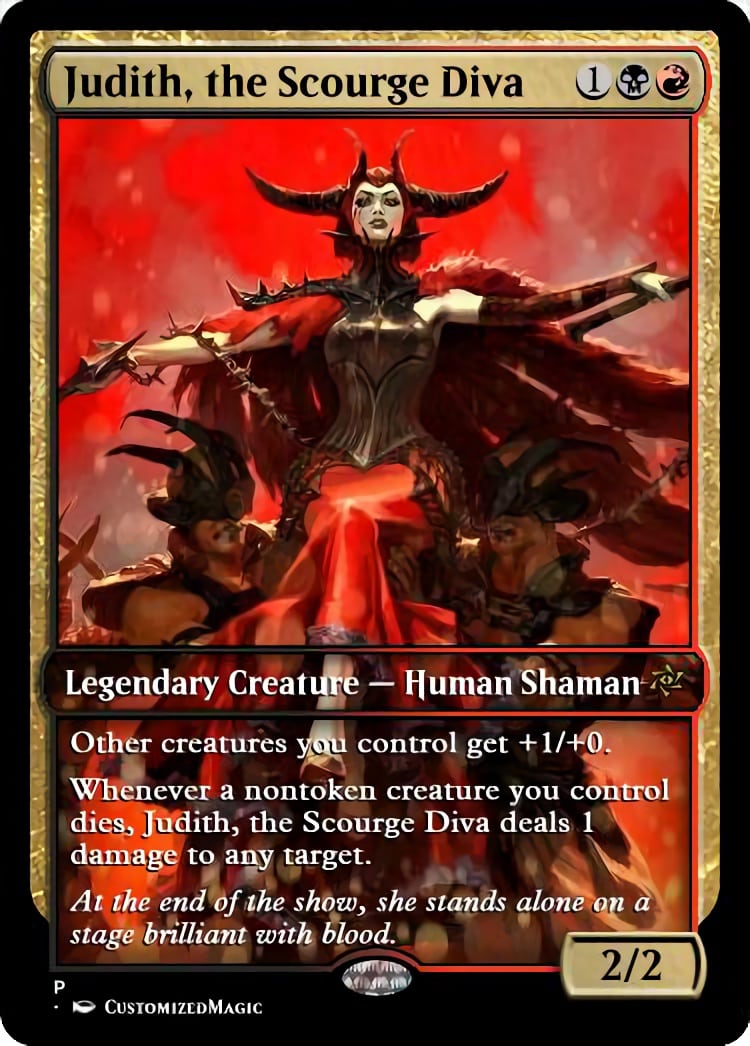 Judith, the Scourge Diva 1
Legendary Creature — Human Shaman
Other creatures you control get +1/+0.
Whenever a nontoken creature you control
dies, Judith, the Scourge Diva deals 1
damage to any target.
At the end of the show, she stands alone on a
stage brilliant with blood.
2/2
P
· CustomizedMagic